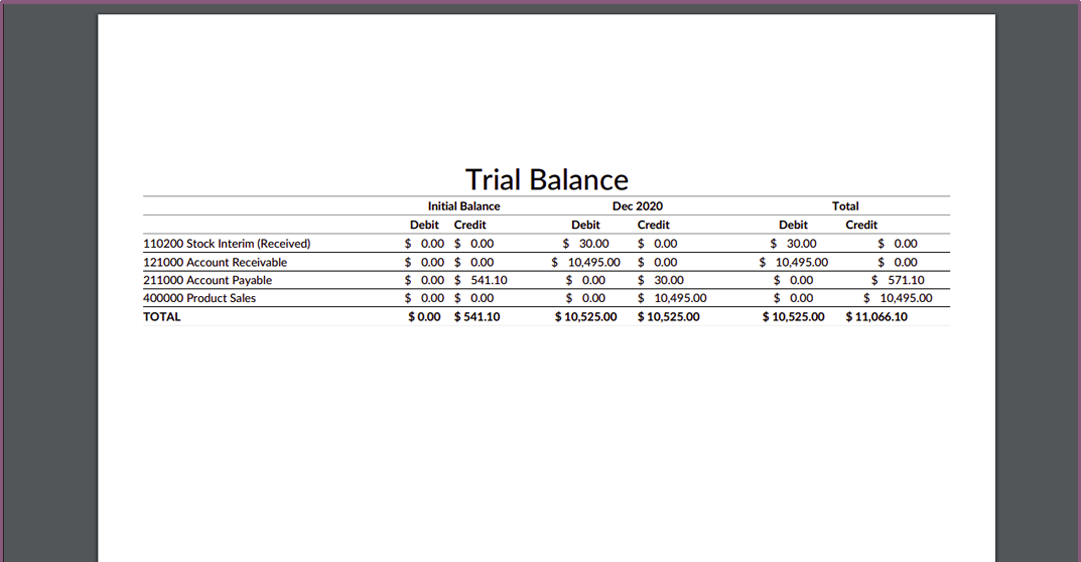 Trial Balance
Initial Balance Dec 2020 Total
Debit Credit Debit Credit Debit Credit
110200 Stock Interim (Received) $ 0.00 $ 0.00 $ 30.00 $ 0.00 $ 30.00 $ 0.00
121000 Account Receivable $ 0.00 $ 0.00 $ 10,495.00 $ 0.00 $ 10,495.00 $ 0.00
211000 Account Payable $ 0.00 $ 541.10 $ 0.00 $ 30.00 $ 0.00 $ 571.10
400000 Product Sales $ 0.00 $ 0.00 $ 0.00 $ 10,495.00 $ 0.00 $ 10,495.00
TOTAL $ 0.00 $ 541.10 $ 10,525.00 $ 10,525.00 $ 10,525.00 $ 11,066.10